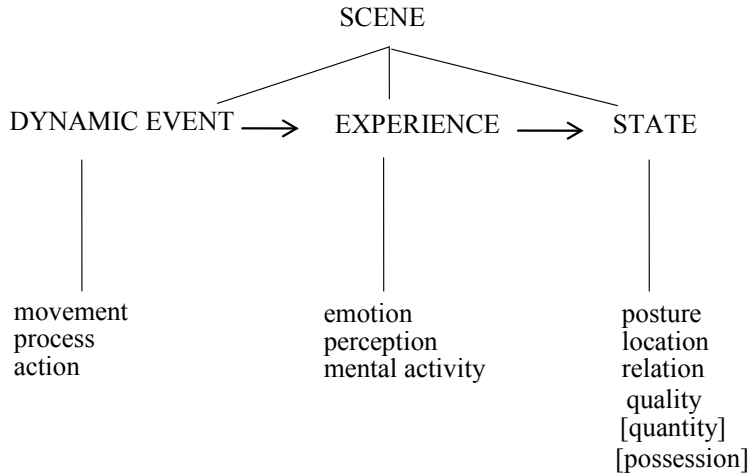 SCENE
DYNAMIC EVENT
EXPERIENCE
STATE
movement
process
action
emotion
perception
mental activity
posture
location
relation
quality
[quantity]
[possession]